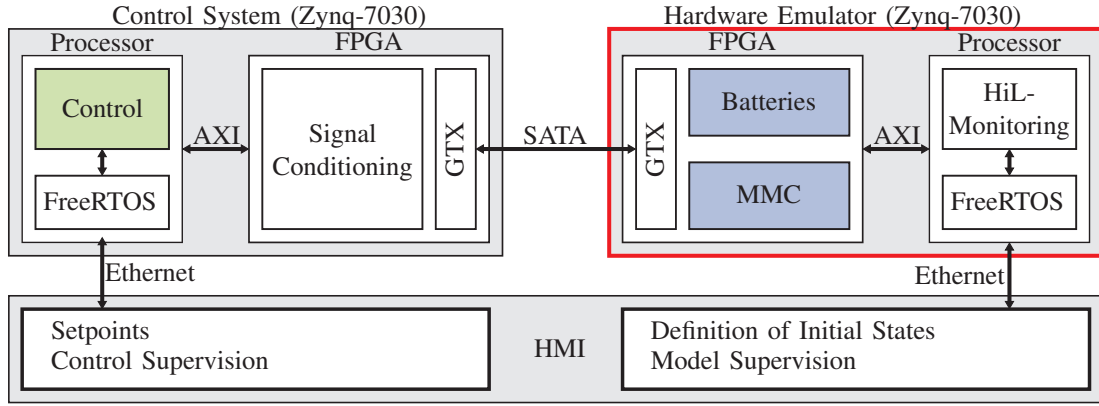 Control System (Zynq-7030)
Processor
FPGA
Control
FreeRTOS
AXI
Signal
Conditioning
GTX
SATA
Hardware Emulator (Zynq-7030)
FPGA
Processor
GTX
Batteries
MMC
AXI
HiL-
Monitoring
FreeRTOS
Ethernet
Ethernet
Setpoints
Control Supervision
HMI
Definition of Initial States
Model Supervision